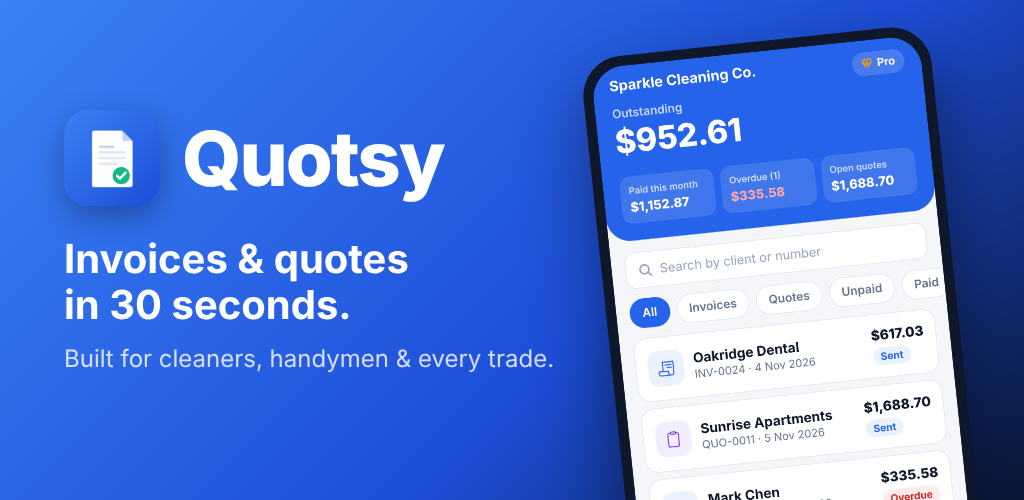 Quotsy
Invoices & quotes
in 30 seconds.
Built for cleaners, handymen & every trade.
Sparkle Cleaning Co.
Pro
Outstanding
$952.61
Paid this month
$1,152.87
Overdue (1)
$335.58
Open quotes
$1,688.70
Search by client or number
All
Invoices
Quotes
Unpaid
Paid
Oakridge Dental
INV-0024 · 4 Nov 2026
$617.03
Sent
Sunrise Apartments
QUO-0011 · 5 Nov 2026
$1,688.70
Sent
Mark Chen
$335.58
Overdue